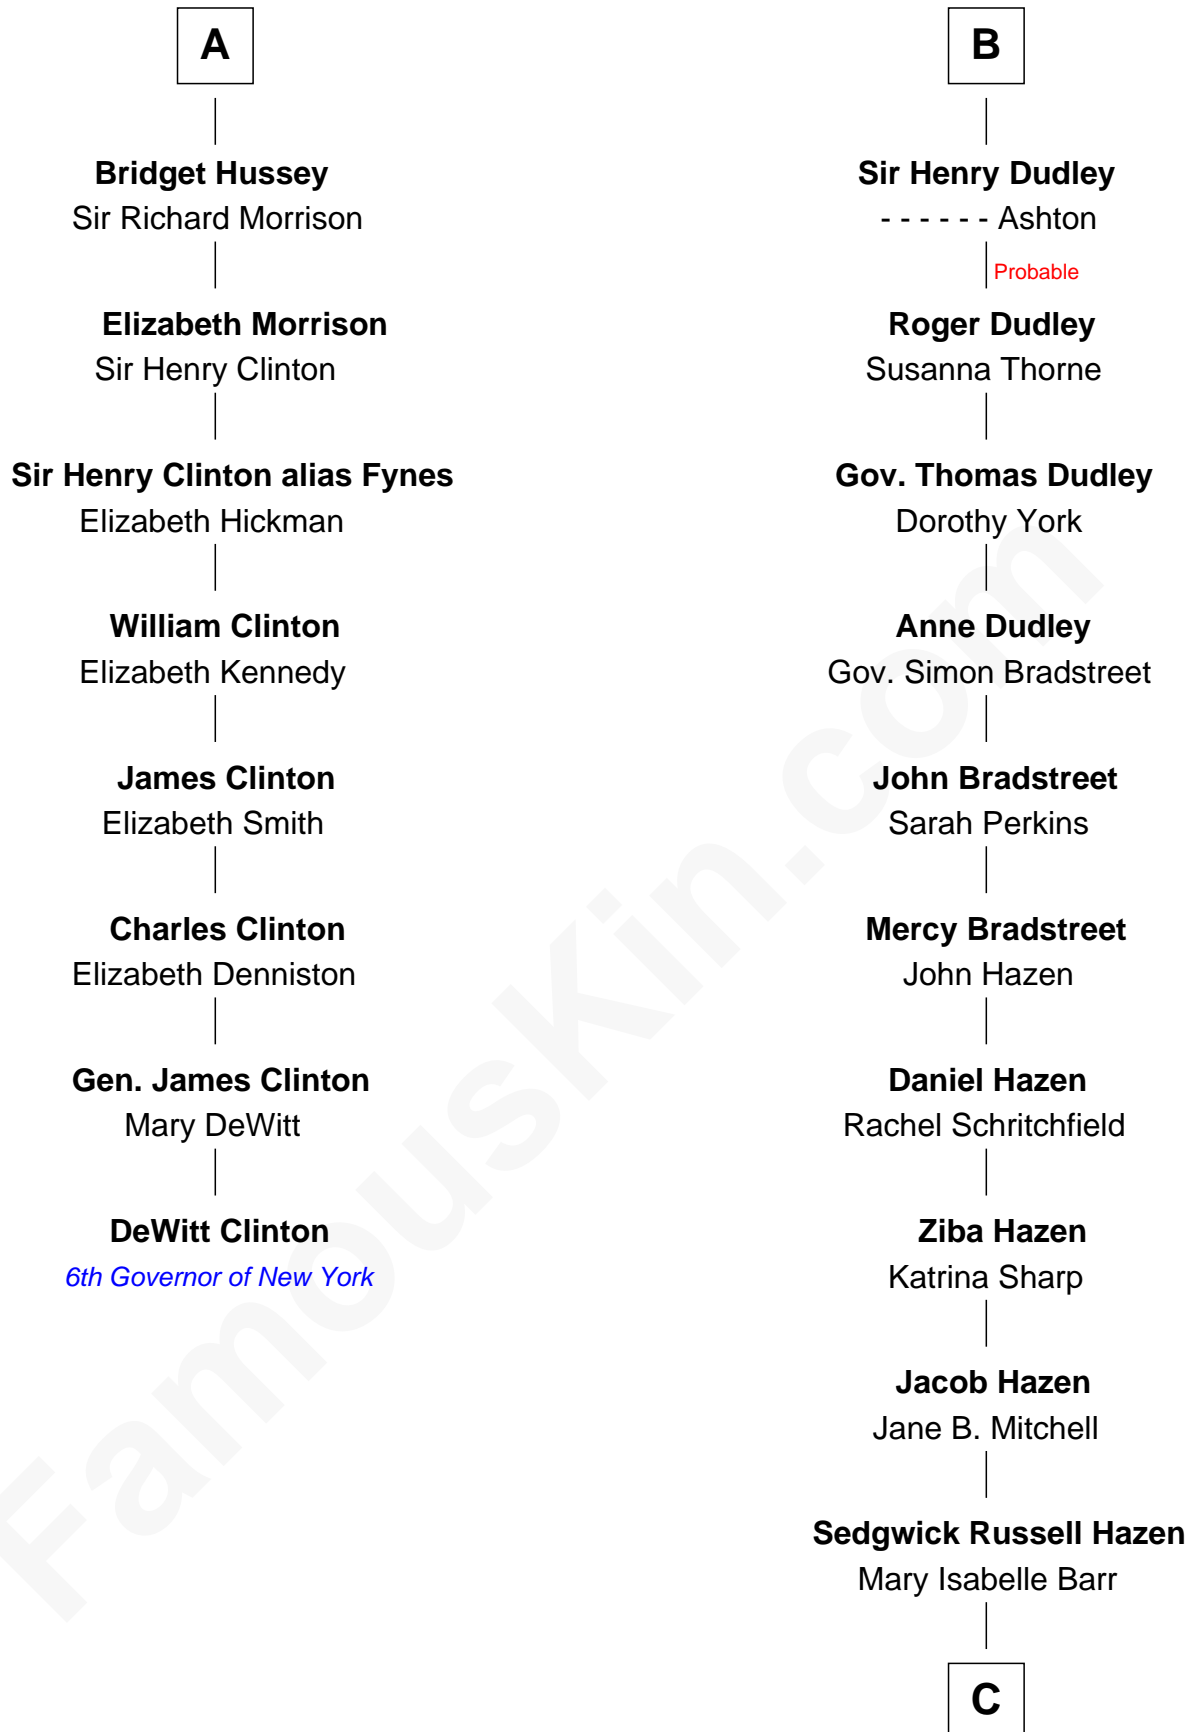 A
Bridget Hussey
Sir Richard Morrison
Elizabeth Morrison
Sir Henry Clinton
Sir Henry Clinton alias Fynes
Elizabeth Hickman
William Clinton
Elizabeth Kennedy
James Clinton
Elizabeth Smith
Charles Clinton
Elizabeth Denniston
Gen. James Clinton
Mary DeWitt
DeWitt Clinton
6th Governor of New York
B
Sir Henry Dudley
- - - - - - Ashton
Probable
Roger Dudley
Susanna Thorne
Gov. Thomas Dudley
Dorothy York
Anne Dudley
Gov. Simon Bradstreet
John Bradstreet
Sarah Perkins
Mercy Bradstreet
John Hazen
Daniel Hazen
Rachel Schritchfield
Ziba Hazen
Katrina Sharp
Jacob Hazen
Jane B. Mitchell
Sedgwick Russell Hazen
Mary Isabelle Barr
C
FamousKin.com